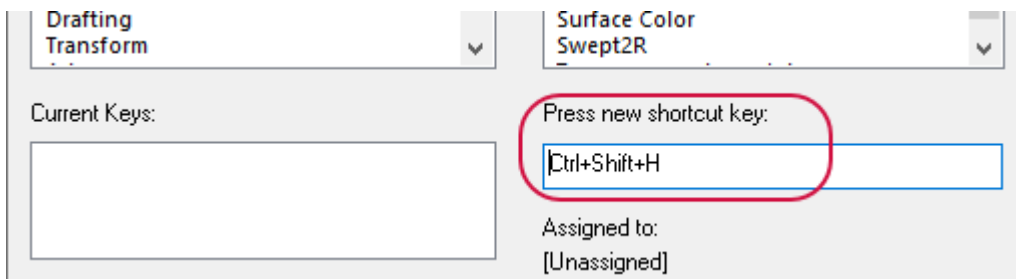 Drafting
Transform
Surface Color
Swept2R
Current Keys:
Press new shortcut key:
Ctrl+Shift+H
Assigned to:
[Unassigned]